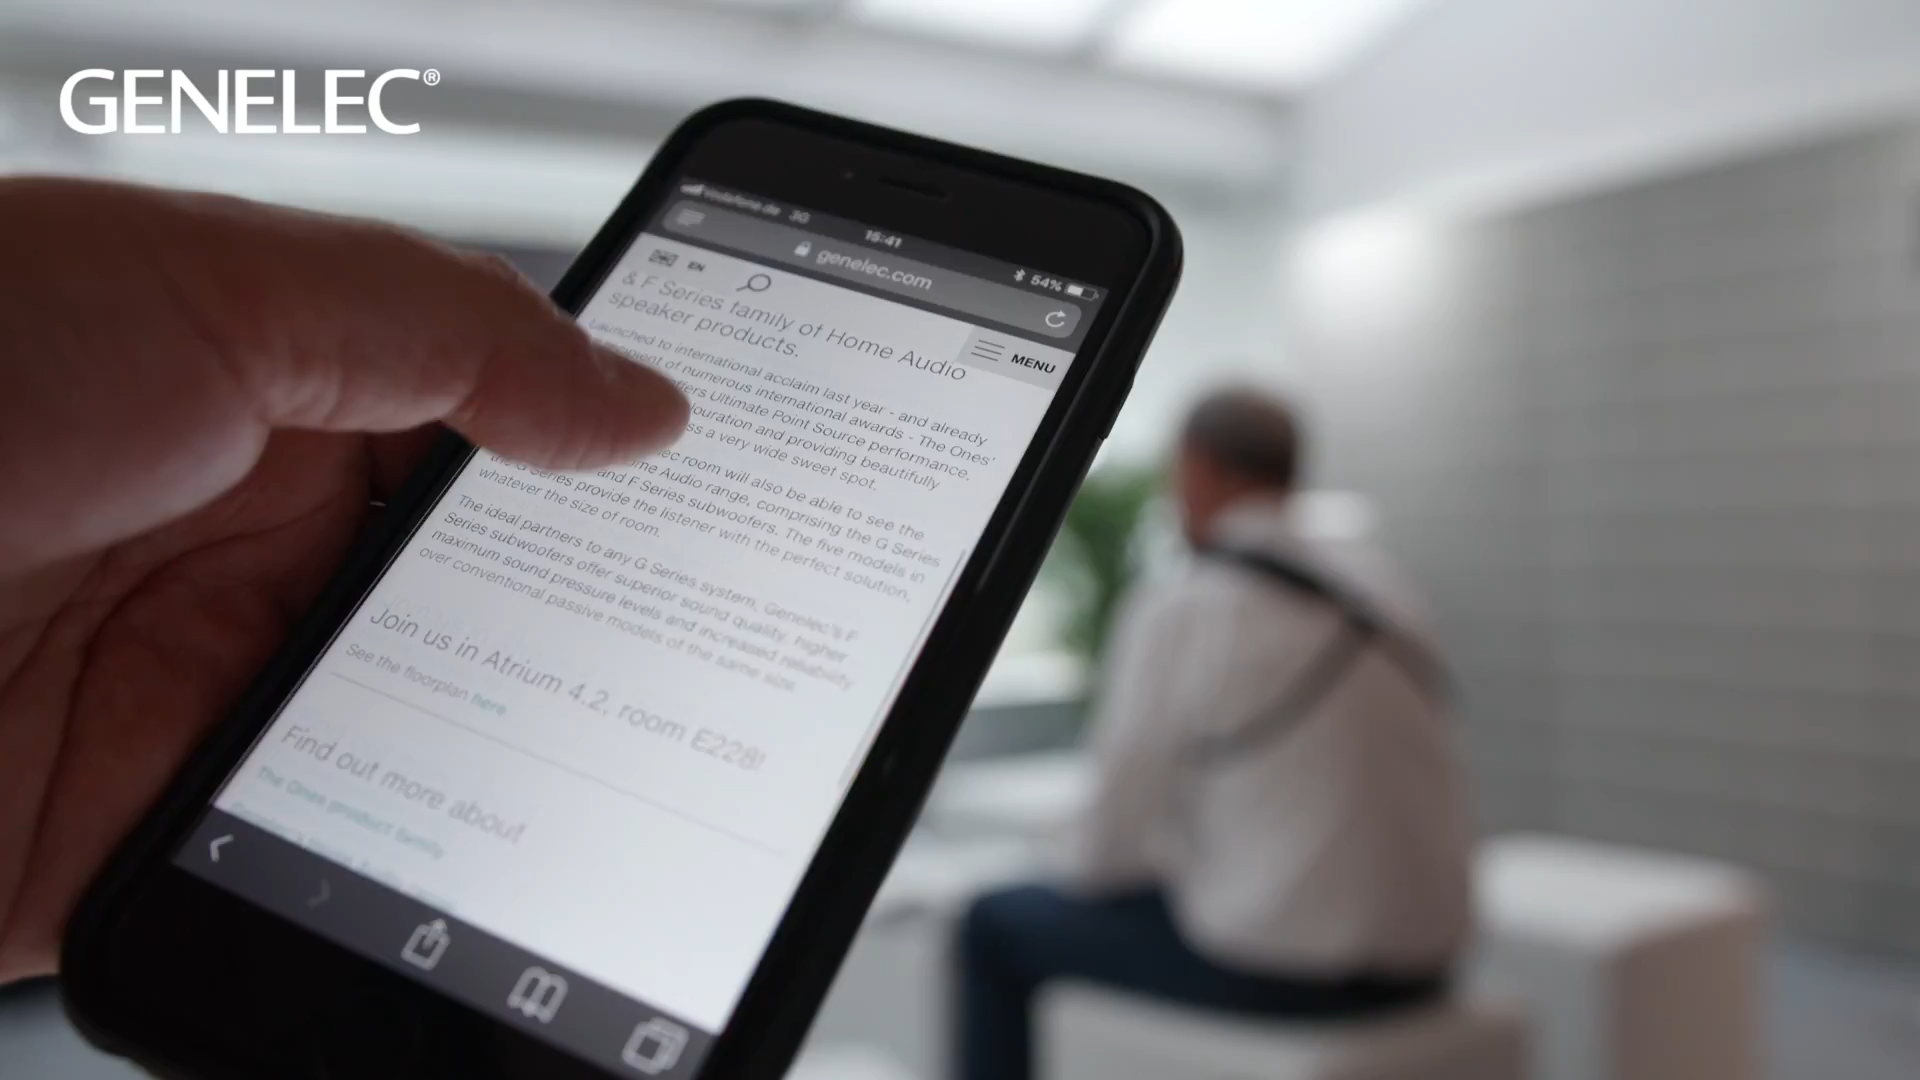 GENELEC®
vodafone.de 3G
15:41
54%
genelec.com
EN
MENU
& F Series family of Home Audio
speaker products.
Launched to international acclaim last year - and already
recipient of numerous international awards - The Ones'
offers Ultimate Point Source performance,
louration and providing beautifully
ss a very wide sweet spot.
lec room will also be able to see the
me Audio range, comprising the G Series
and F Series subwoofers. The five models in
the G Series provide the listener with the perfect solution,
whatever the size of room.
The ideal partners to any G Series system, Genelec's F
Series subwoofers offer superior sound quality, higher
maximum sound pressure levels and increased reliability
over conventional passive models of the same size.
Join us in Atrium 4.2, room E228!
See the floorplan here
Find out more about
The Ones product family